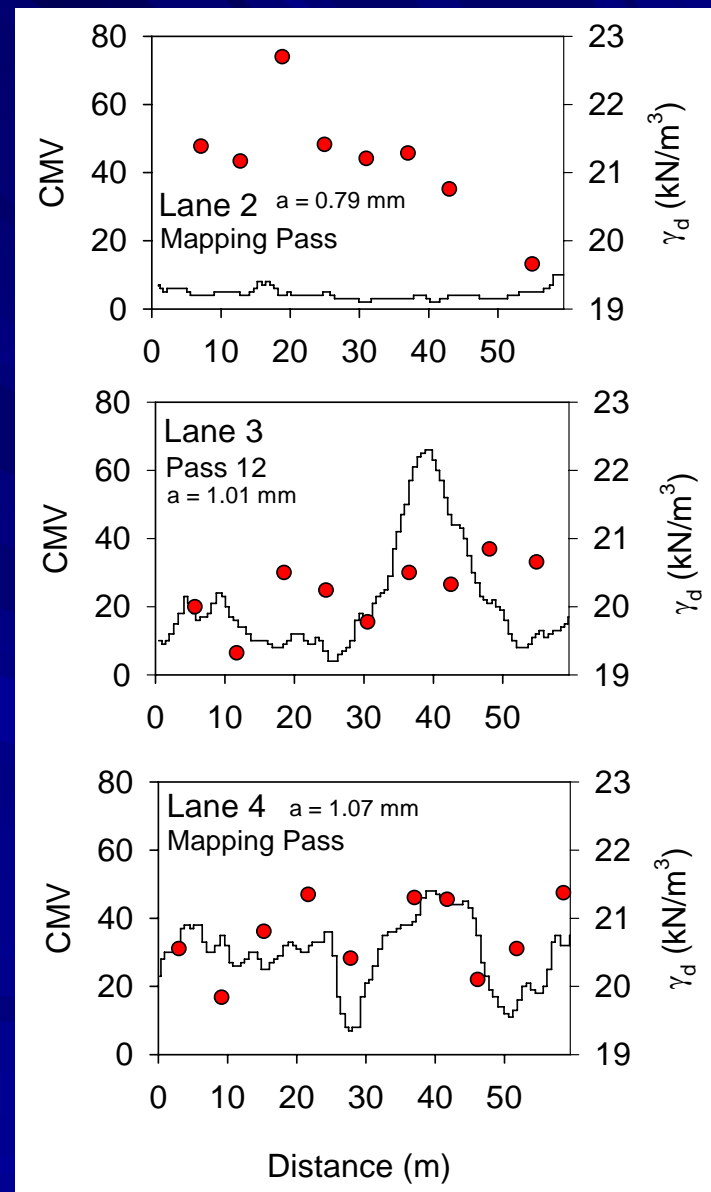 80
60
40
20
0
CMV
23
22
21
20
19
γd (kN/m3)
Lane 2 a = 0.79 mm
Mapping Pass
0 10 20 30 40 50
80
60
40
20
0
CMV
23
22
21
20
19
γd (kN/m3)
Lane 3
Pass 12
a = 1.01 mm
0 10 20 30 40 50
80
60
40
20
0
CMV
23
22
21
20
19
γd (kN/m3)
Lane 4 a = 1.07 mm
Mapping Pass
0 10 20 30 40 50
Distance (m)